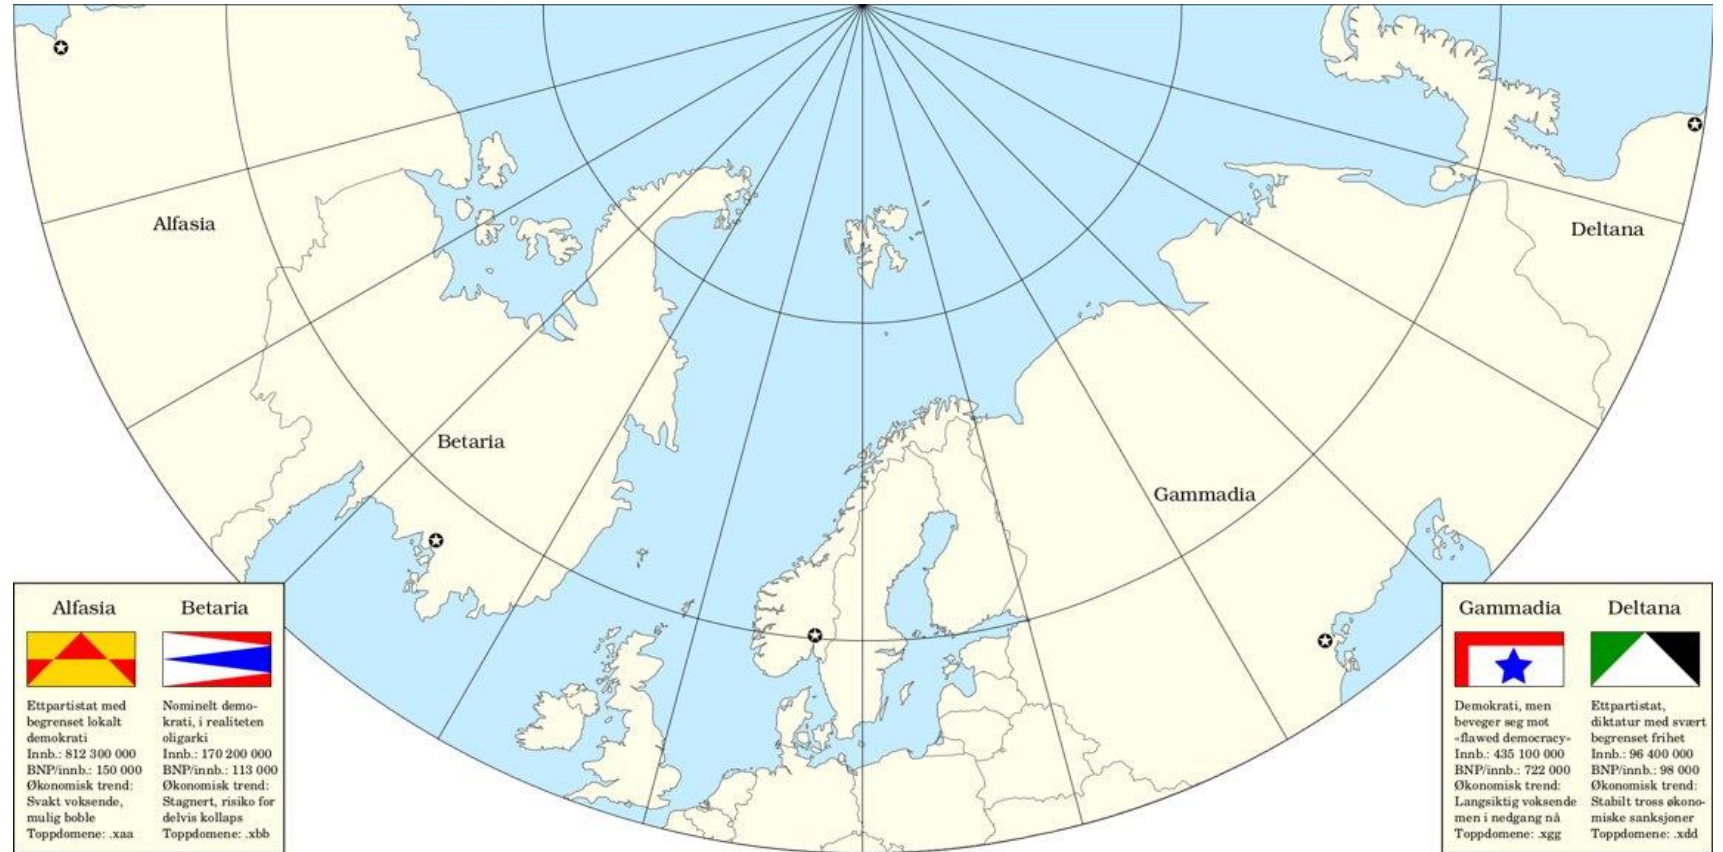 Alfasia
Deltana
Betaria
Gammadia
Alfasia
Ettpartistat med
begrenset lokalt
demokrati
Innb.: 812 300 000
BNP/innb.: 150 000
Økonomisk trend:
Svakt voksende,
mulig boble
Toppdomene: .xaa
Betaria
Nominelt demo-
krati, i realiteten
oligarki
Innb.: 170 200 000
BNP/innb.: 113 000
Økonomisk trend:
Stagnert, risiko for
delvis kollaps
Toppdomene: .xbb
Gammadia
Demokrati, men
beveger seg mot
«flawed democracy»
Innb.: 435 100 000
BNP/innb.: 722 000
Økonomisk trend:
Langsiktig voksende
men i nedgang nå
Toppdomene: .xgg
Deltana
Ettpartistat,
diktatur med svært
begrenset frihet
Innb.: 96 400 000
BNP/innb.: 98 000
Økonomisk trend:
Stabilt tross økono-
miske sanksjoner
Toppdomene: .xdd